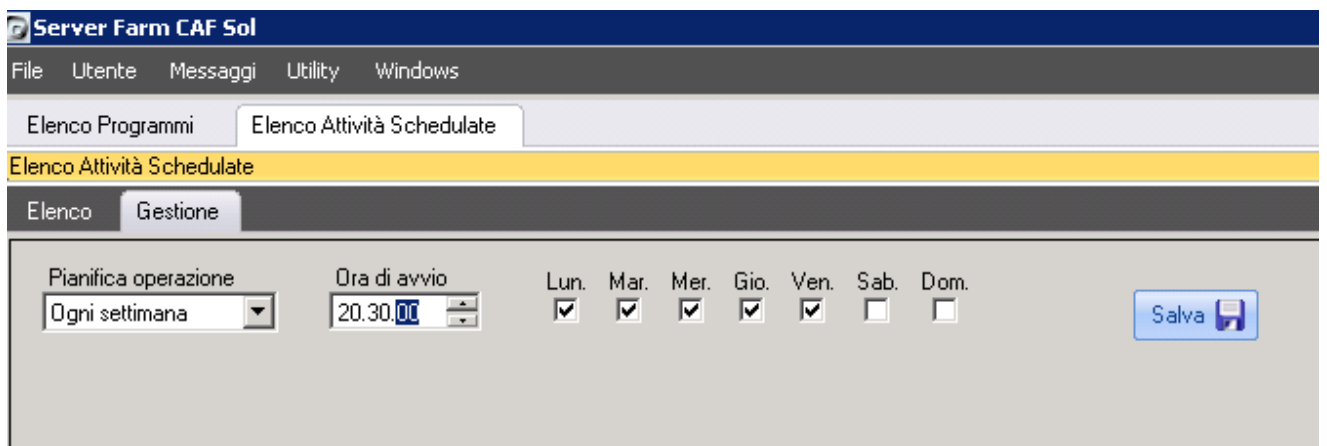 Server Farm CAF Sol
File Utente Messaggi Utility Windows
Elenco Programmi Elenco Attività Schedulate
Elenco Attività Schedulate
Elenco Gestione
Pianifica operazione Ora di avvio Lun. Mar. Mer. Gio. Ven. Sab. Dom.
Ogni settimana 20.30.00 Salva